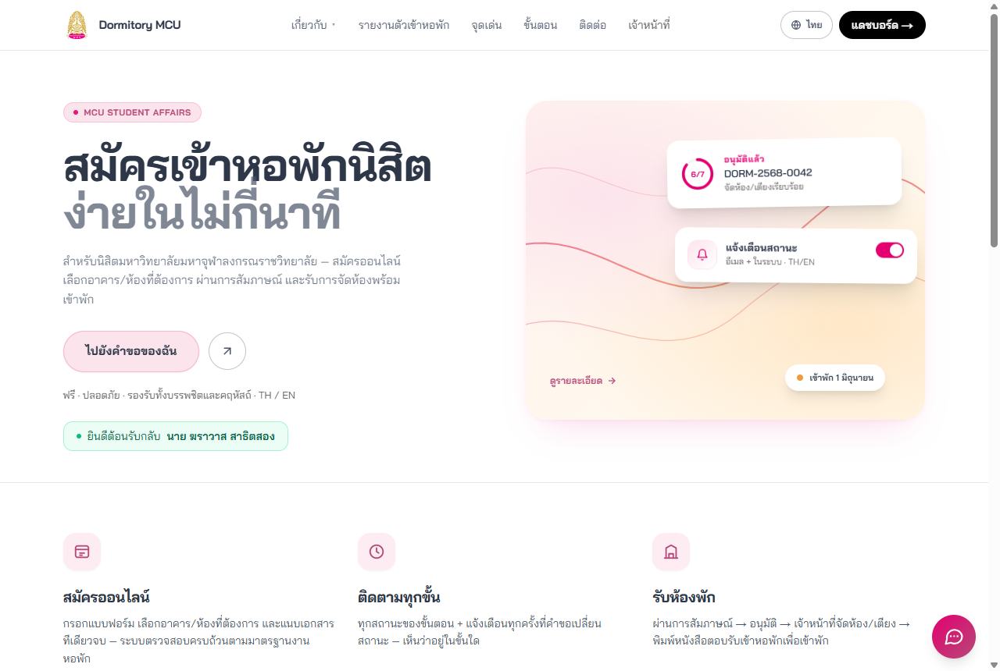 Dormitory MCU
เกี่ยวกับ
รายงานตัวเข้าหอพัก
จุดเด่น
ขั้นตอน
ติดต่อ
เจ้าหน้าที่
ไทย
แดชบอร์ด →
MCU STUDENT AFFAIRS
สมัครเข้าหอพักนิสิต
ง่ายในไม่กี่นาที
สำหรับนิสิตมหาวิทยาลัยมหาจุฬาลงกรณราชวิทยาลัย — สมัครออนไลน์
เลือกอาคาร/ห้องที่ต้องการ ผ่านการสัมภาษณ์ และรับการจัดห้องพร้อม
เข้าพัก
ไปยังคำขอของฉัน
ฟรี · ปลอดภัย · รองรับทั้งบรรพชิตและคฤหัสถ์ · TH / EN
ยินดีต้อนรับกลับ นาย ฆราวาส สาธิตสอง
6/7
อนุมัติแล้ว
DORM-2568-0042
จัดห้อง/เตียงเรียบร้อย
แจ้งเตือนสถานะ
อีเมล + ในระบบ · TH/EN
ดูรายละเอียด →
เข้าพัก 1 มิถุนายน
สมัครออนไลน์
กรอกแบบฟอร์ม เลือกอาคาร/ห้องที่ต้องการ และแนบเอกสาร
ทีเดียวจบ — ระบบตรวจสอบครบถ้วนตามมาตรฐานงาน
หอพัก
ติดตามทุกขั้น
ทุกสถานะของขั้นตอน + แจ้งเตือนทุกครั้งที่คำขอเปลี่ยน
สถานะ — เห็นว่าอยู่ในขั้นใด
รับห้องพัก
ผ่านการสัมภาษณ์ → อนุมัติ → เจ้าหน้าที่จัดห้อง/เตียง →
พิมพ์หนังสือตอบรับเข้าหอพักเพื่อเข้าพัก